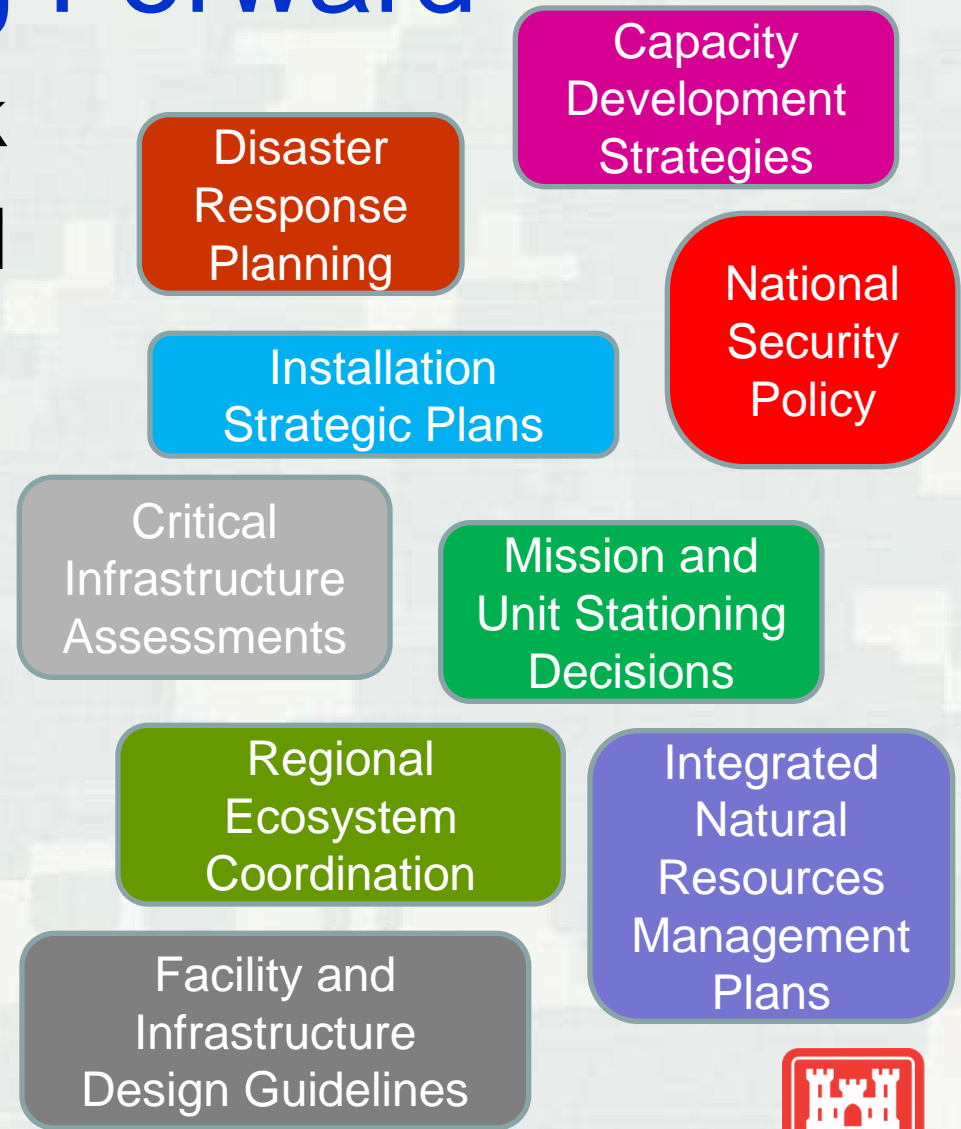 Forward
Capacity
Development
Strategies
Disaster
Response
Planning
National
Security
Policy
Installation
Strategic Plans
Critical
Infrastructure
Assessments
Mission and
Unit Stationing
Decisions
Regional
Ecosystem
Coordination
Integrated
Natural
Resources
Management
Plans
Facility and
Infrastructure
Design Guidelines